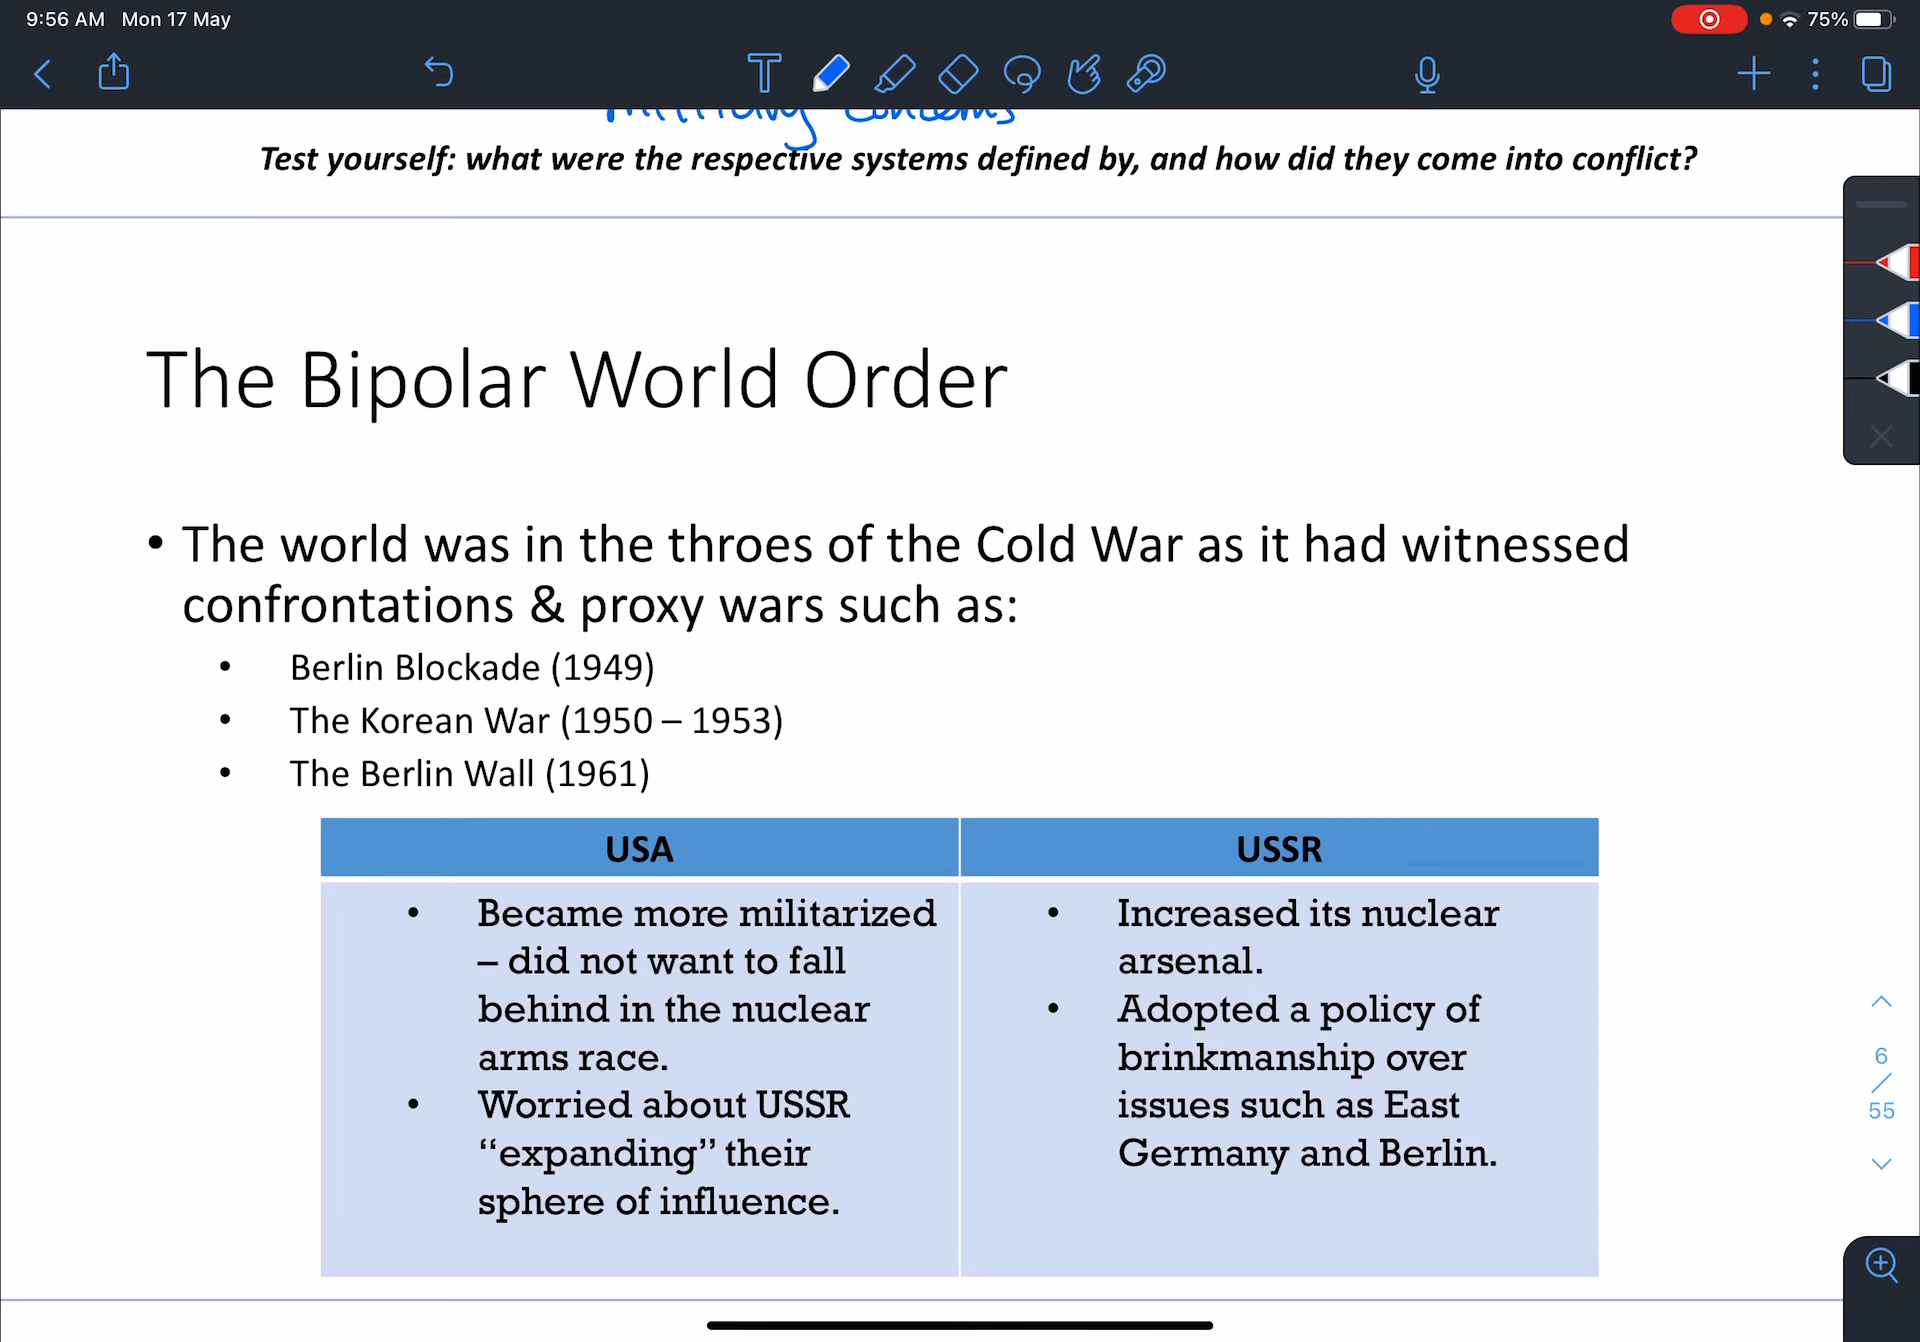 9:56 AM Mon 17 May
75%
Test yourself: what were the respective systems defined by, and how did they come into conflict?
The Bipolar World Order
• The world was in the throes of the Cold War as it had witnessed
confrontations & proxy wars such as:
• Berlin Blockade (1949)
• The Korean War (1950 – 1953)
• The Berlin Wall (1961)
USA
• Became more militarized
– did not want to fall
behind in the nuclear
arms race.
• Worried about USSR
“expanding” their
sphere of influence.
USSR
• Increased its nuclear
arsenal.
• Adopted a policy of
brinkmanship over
issues such as East
Germany and Berlin.
6
/
55